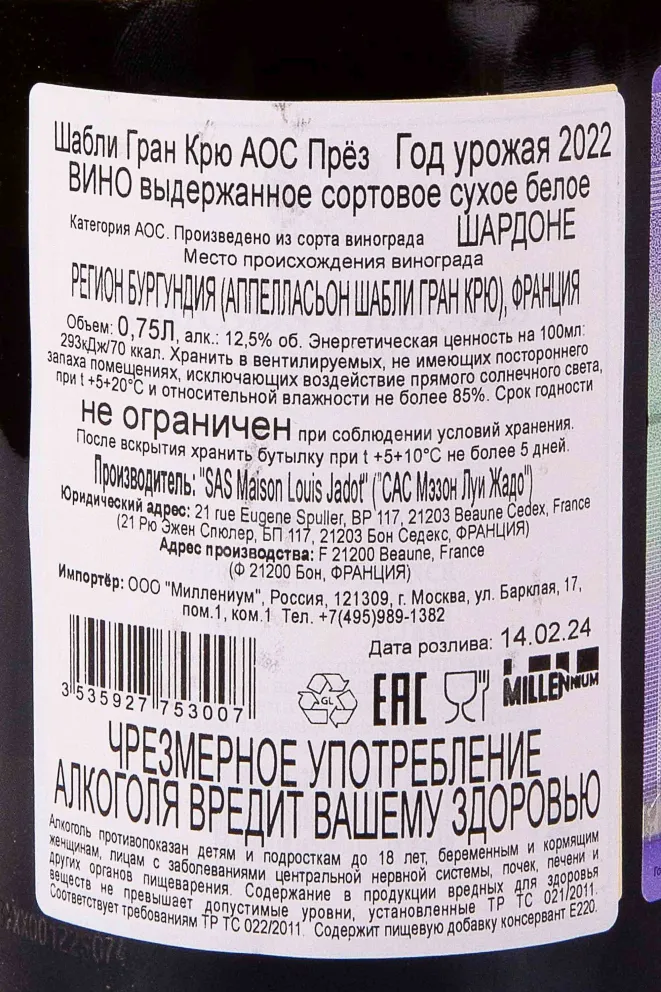 Шабли Гран Крю АОС Прёз Год урожая 2022
ВИНО выдержанное сортовое сухое белое
Категория АОС. Произведено из сорта винограда ШАРДОНЕ
Место происхождения винограда
РЕГИОН БУРГУНДИЯ (АППЕЛЛАСЬОН ШАБЛИ ГРАН КРЮ), ФРАНЦИЯ
Объем: 0,75Л, алк.: 12,5% об. Энергетическая ценность на 100мл:
293кДж/70 ккал. Хранить в вентилируемых, не имеющих постороннего
запаха помещениях, исключающих воздействие прямого солнечного света,
при t +5+20°С и относительной влажности не более 85%. Срок годности
не ограничен при соблюдении условий хранения.
После вскрытия хранить бутылку при t +5+10°С не более 5 дней.
Производитель: "SAS Maison Louis Jadot" ("САС Мэзон Луи Жадо")
Юридический адрес: 21 rue Eugene Spuller, BP 117, 21203 Beaune Cedex, France
(21 Рю Эжен Спюлер, БП 117, 21203 Бон Седекс, ФРАНЦИЯ)
Адрес производства: F 21200 Beaune, France
(Ф 21200 Бон, ФРАНЦИЯ)
Импортёр: ООО "Миллениум", Россия, 121309, г. Москва, ул. Барклая, 17,
пом.1, ком.1 Тел. +7(495)989-1382
Дата розлива: 14.02.24
3 535927 753007
GL
EAC
MILLENNIUM
ЧРЕЗМЕРНОЕ УПОТРЕБЛЕНИЕ
АЛКОГОЛЯ ВРЕДИТ ВАШЕМУ ЗДОРОВЬЮ
Алкоголь противопоказан детям и подросткам до 18 лет, беременным и кормящим
женщинам, лицам с заболеваниями центральной нервной системы, почек, печени и
других органов пищеварения. Содержание в продукции вредных для здоровья
веществ не превышает допустимые уровни, установленные ТР ТС 021/2011.
Соответствует требованиям ТР ТС 022/2011. Содержит пищевую добавку консервант Е220.